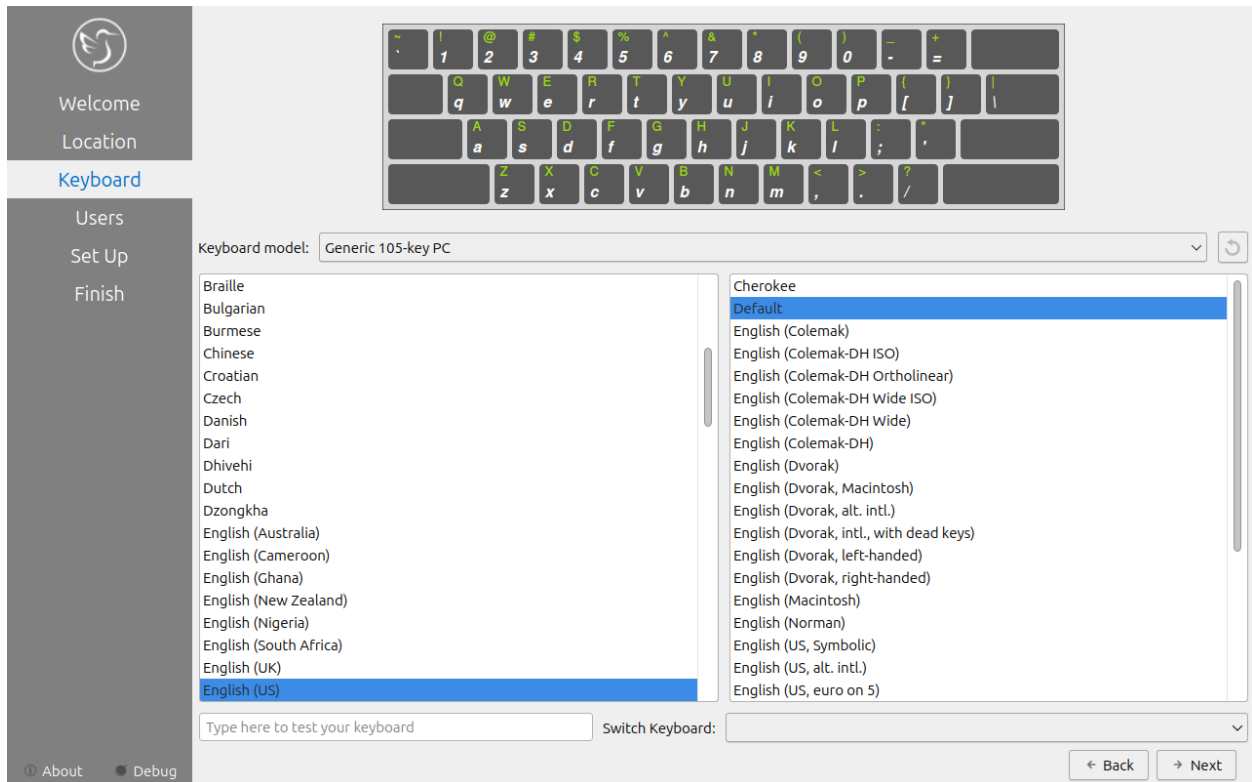 Welcome
Location
Keyboard
Users
Set Up
Finish
About
Debug
~ ! @ # $ % ^ & * ( ) _ +
` 1 2 3 4 5 6 7 8 9 0 - =
Q W E R T Y U I O P { } |
q w e r t y u i o p [ ] \
A S D F G H J K L : "
a s d f g h j k l ; '
Z X C V B N M < > ?
z x c v b n m , . /
Keyboard model: Generic 105-key PC
Braille
Bulgarian
Burmese
Chinese
Croatian
Czech
Danish
Dari
Dhivehi
Dutch
Dzongkha
English (Australia)
English (Cameroon)
English (Ghana)
English (New Zealand)
English (Nigeria)
English (South Africa)
English (UK)
English (US)
Cherokee
Default
English (Colemak)
English (Colemak-DH ISO)
English (Colemak-DH Ortholinear)
English (Colemak-DH Wide ISO)
English (Colemak-DH Wide)
English (Colemak-DH)
English (Dvorak)
English (Dvorak, Macintosh)
English (Dvorak, alt. intl.)
English (Dvorak, intl., with dead keys)
English (Dvorak, left-handed)
English (Dvorak, right-handed)
English (Macintosh)
English (Norman)
English (US, Symbolic)
English (US, alt. intl.)
English (US, euro on 5)
Type here to test your keyboard
Switch Keyboard:
Back
Next